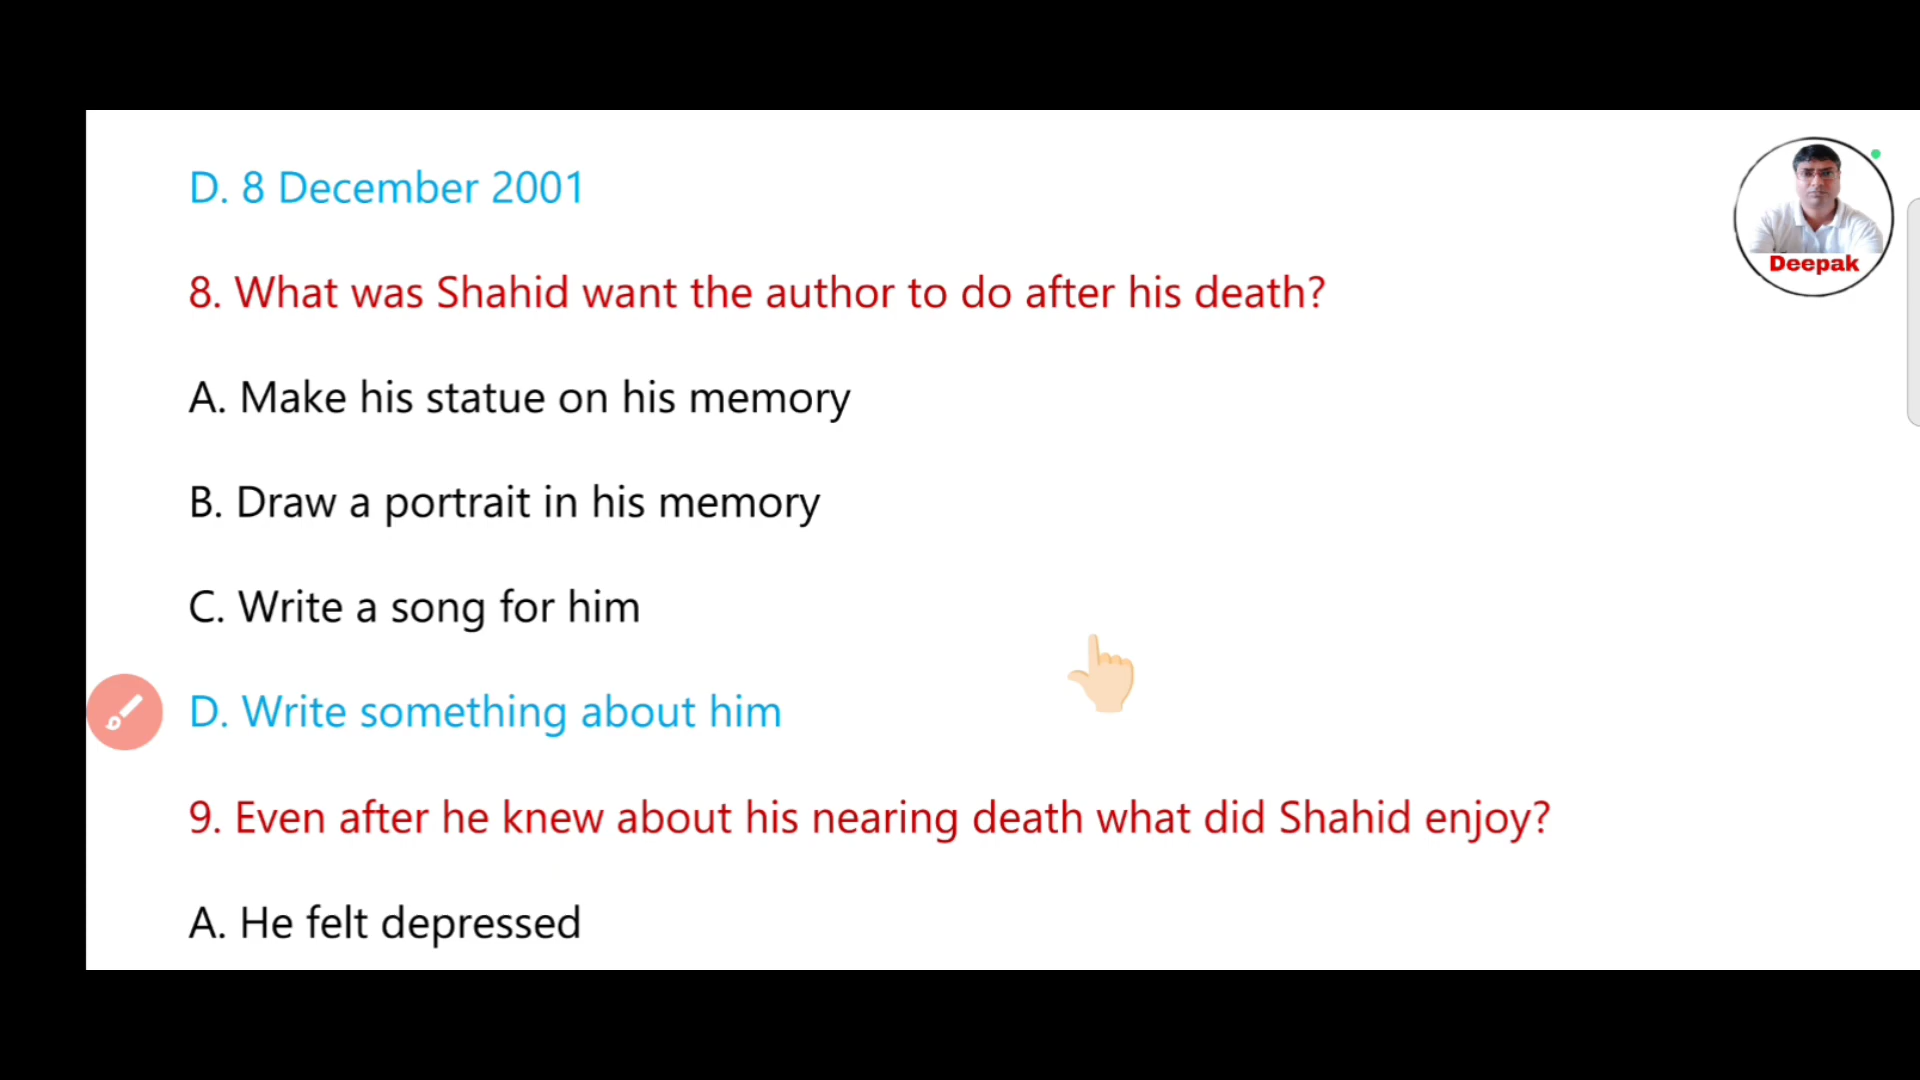 D. 8 December 2001
Deepak
8. What was Shahid want the author to do after his death?
A. Make his statue on his memory
B. Draw a portrait in his memory
C. Write a song for him
D. Write something about him
9. Even after he knew about his nearing death what did Shahid enjoy?
A. He felt depressed